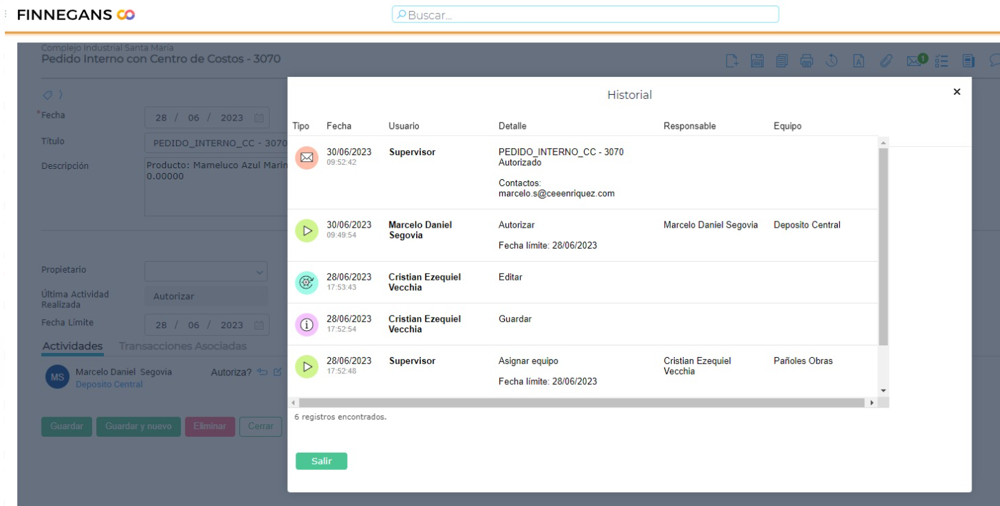 FINNEGANS
Buscar...
Complejo Industrial Santa María
Pedido Interno con Centro de Costos - 3070
1
*Fecha
28 / 06 / 2023
Título
PEDIDO_INTERNO_CC - 3070
Descripción
Producto: Mameluco Azul Marin
0.00000
Propietario
Última Actividad
Realizada
Autorizar
Fecha Límite
28 / 06 / 2023
Actividades
Transacciones Asociadas
MS
Marcelo Daniel Segovia
Autoriza?
Deposito Central
Guardar
Guardar y nuevo
Eliminar
Cerrar
Historial
×
Tipo Fecha Usuario Detalle Responsable Equipo
30/06/2023 Supervisor PEDIDO_INTERNO_CC - 3070
09:52:42 Autorizado
Contactos:
marcelo.s@ceeenriquez.com
30/06/2023 Marcelo Daniel Autorizar Marcelo Daniel Segovia Deposito Central
09:49:54 Segovia
Fecha límite: 28/06/2023
28/06/2023 Cristian Ezequiel Editar
17:53:43 Vecchia
28/06/2023 Cristian Ezequiel Guardar
17:52:54 Vecchia
28/06/2023 Supervisor Asignar equipo Cristian Ezequiel Pañoles Obras
17:52:48 Vecchia
Fecha límite: 28/06/2023
6 registros encontrados.
Salir